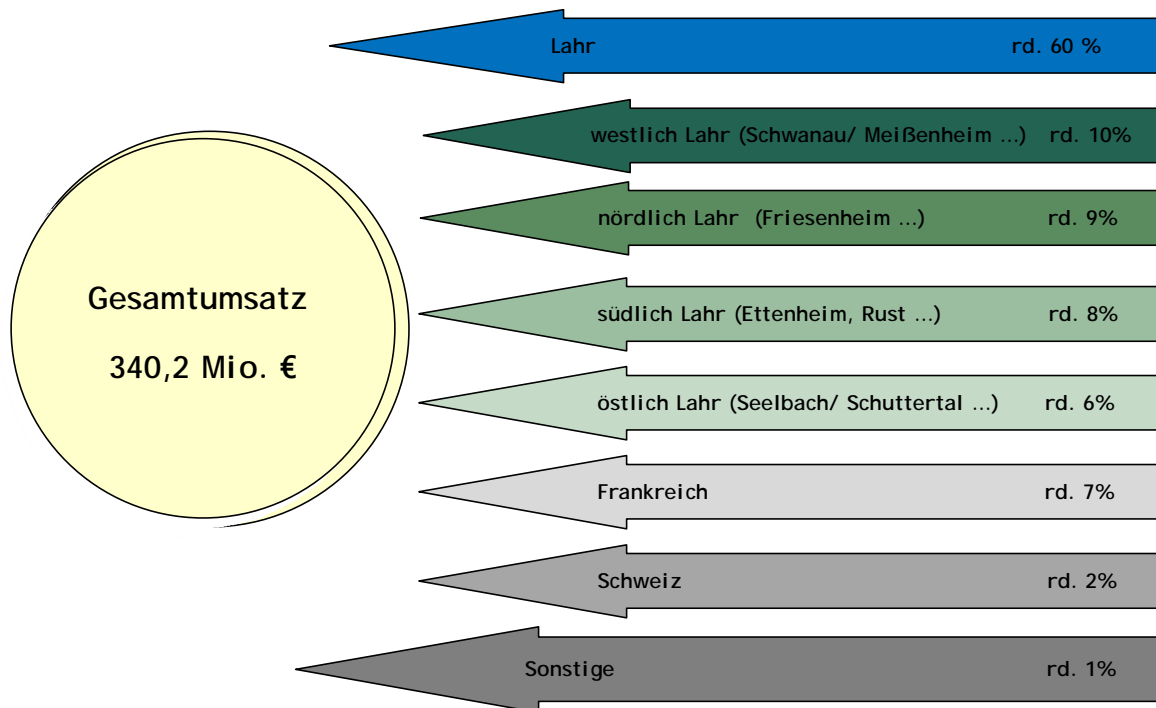 Lahr rd. 60 %
westlich Lahr (Schwanau/ Meißenheim ...) rd. 10%
nördlich Lahr (Friesenheim ...) rd. 9%
Gesamtumsatz
340,2 Mio. €
südlich Lahr (Ettenheim, Rust ...) rd. 8%
östlich Lahr (Seelbach/ Schuttertal ...) rd. 6%
Frankreich rd. 7%
Schweiz rd. 2%
Sonstige rd. 1%